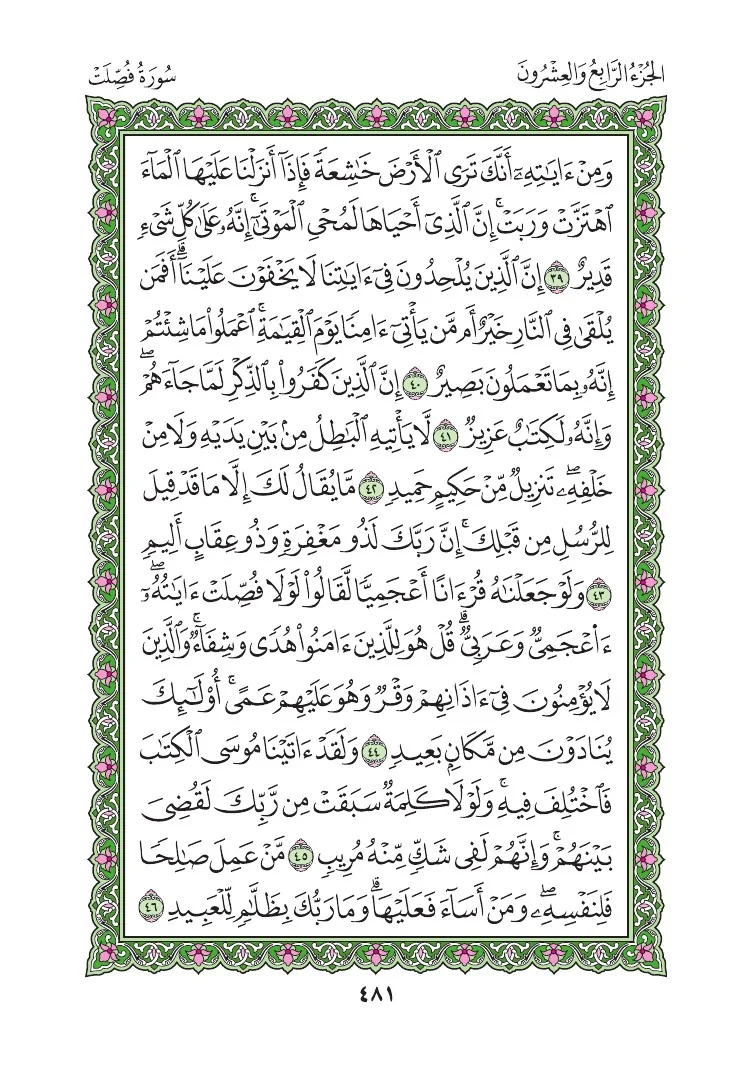 الجُزْءُ الرَّابِعُ وَالعِشْرُونَ
سُورَةُ فُصِّلَتْ
وَمِنْ ءَايَٰتِهِۦٓ أَنَّكَ تَرَى ٱلْأَرْضَ خَٰشِعَةً فَإِذَآ أَنزَلْنَا عَلَيْهَا ٱلْمَآءَ
ٱهْتَزَّتْ وَرَبَتْ ۚ إِنَّ ٱلَّذِىٓ أَحْيَاهَا لَمُحْىِ ٱلْمَوْتَىٰٓ ۚ إِنَّهُۥ عَلَىٰ كُلِّ شَىْءٍ
قَدِيرٌ ٣٩ إِنَّ ٱلَّذِينَ يُلْحِدُونَ فِىٓ ءَايَٰتِنَا لَا يَخْفَوْنَ عَلَيْنَآ ۗ أَفَمَن
يُلْقَىٰ فِى ٱلنَّارِ خَيْرٌ أَم مَّن يَأْتِىٓ ءَامِنًا يَوْمَ ٱلْقِيَٰمَةِ ۚ ٱعْمَلُوا۟ مَا شِئْتُمْ
إِنَّهُۥ بِمَا تَعْمَلُونَ بَصِيرٌ ٤٠ إِنَّ ٱلَّذِينَ كَفَرُوا۟ بِٱلذِّكْرِ لَمَّا جَآءَهُمْ ۖ
وَإِنَّهُۥ لَكِتَٰبٌ عَزِيزٌ ٤١ لَّا يَأْتِيهِ ٱلْبَٰطِلُ مِنۢ بَيْنِ يَدَيْهِ وَلَا مِنْ
خَلْفِهِۦ ۖ تَنزِيلٌ مِّنْ حَكِيمٍ حَمِيدٍ ٤٢ مَّا يُقَالُ لَكَ إِلَّا مَا قَدْ قِيلَ
لِلرُّسُلِ مِن قَبْلِكَ ۚ إِنَّ رَبَّكَ لَذُو مَغْفِرَةٍ وَذُو عِقَابٍ أَلِيمٍ
٤٣ وَلَوْ جَعَلْنَٰهُ قُرْءَانًا أَعْجَمِيًّا لَّقَالُوا۟ لَوْلَا فُصِّلَتْ ءَايَٰتُهُۥٓ ۖ
ءَا۬عْجَمِىٌّ وَعَرَبِىٌّ ۗ قُلْ هُوَ لِلَّذِينَ ءَامَنُوا۟ هُدًى وَشِفَآءٌ ۖ وَٱلَّذِينَ
لَا يُؤْمِنُونَ فِىٓ ءَاذَانِهِمْ وَقْرٌ وَهُوَ عَلَيْهِمْ عَمًى ۚ أُو۟لَٰٓئِكَ
يُنَادَوْنَ مِن مَّكَانٍۭ بَعِيدٍ ٤٤ وَلَقَدْ ءَاتَيْنَا مُوسَى ٱلْكِتَٰبَ
فَٱخْتُلِفَ فِيهِ ۚ وَلَوْلَا كَلِمَةٌ سَبَقَتْ مِن رَّبِّكَ لَقُضِىَ
بَيْنَهُمْ ۚ وَإِنَّهُمْ لَفِى شَكٍّ مِّنْهُ مُرِيبٍ ٤٥ مَّنْ عَمِلَ صَٰلِحًا
فَلِنَفْسِهِۦ ۖ وَمَنْ أَسَآءَ فَعَلَيْهَا ۗ وَمَا رَبُّكَ بِظَلَّٰمٍ لِّلْعَبِيدِ ٤٦
٤٨١